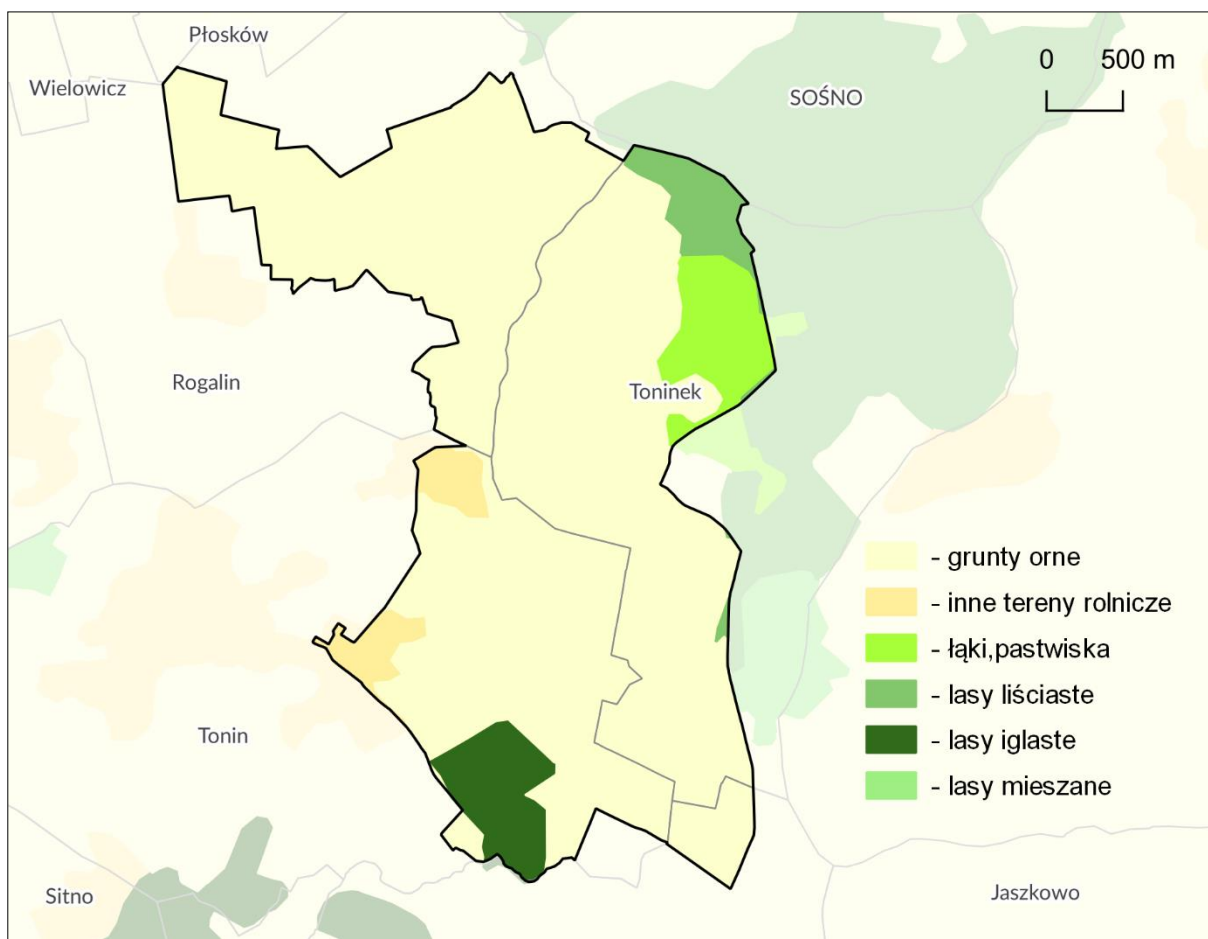 Płosków
Wielowicz
SOŚNO
0 500 m
Rogalin
Toninek
- grunty orne
- inne tereny rolnicze
- łąki,pastwiska
- lasy liściaste
- lasy iglaste
- lasy mieszane
Tonin
Sitno
Jaszkowo